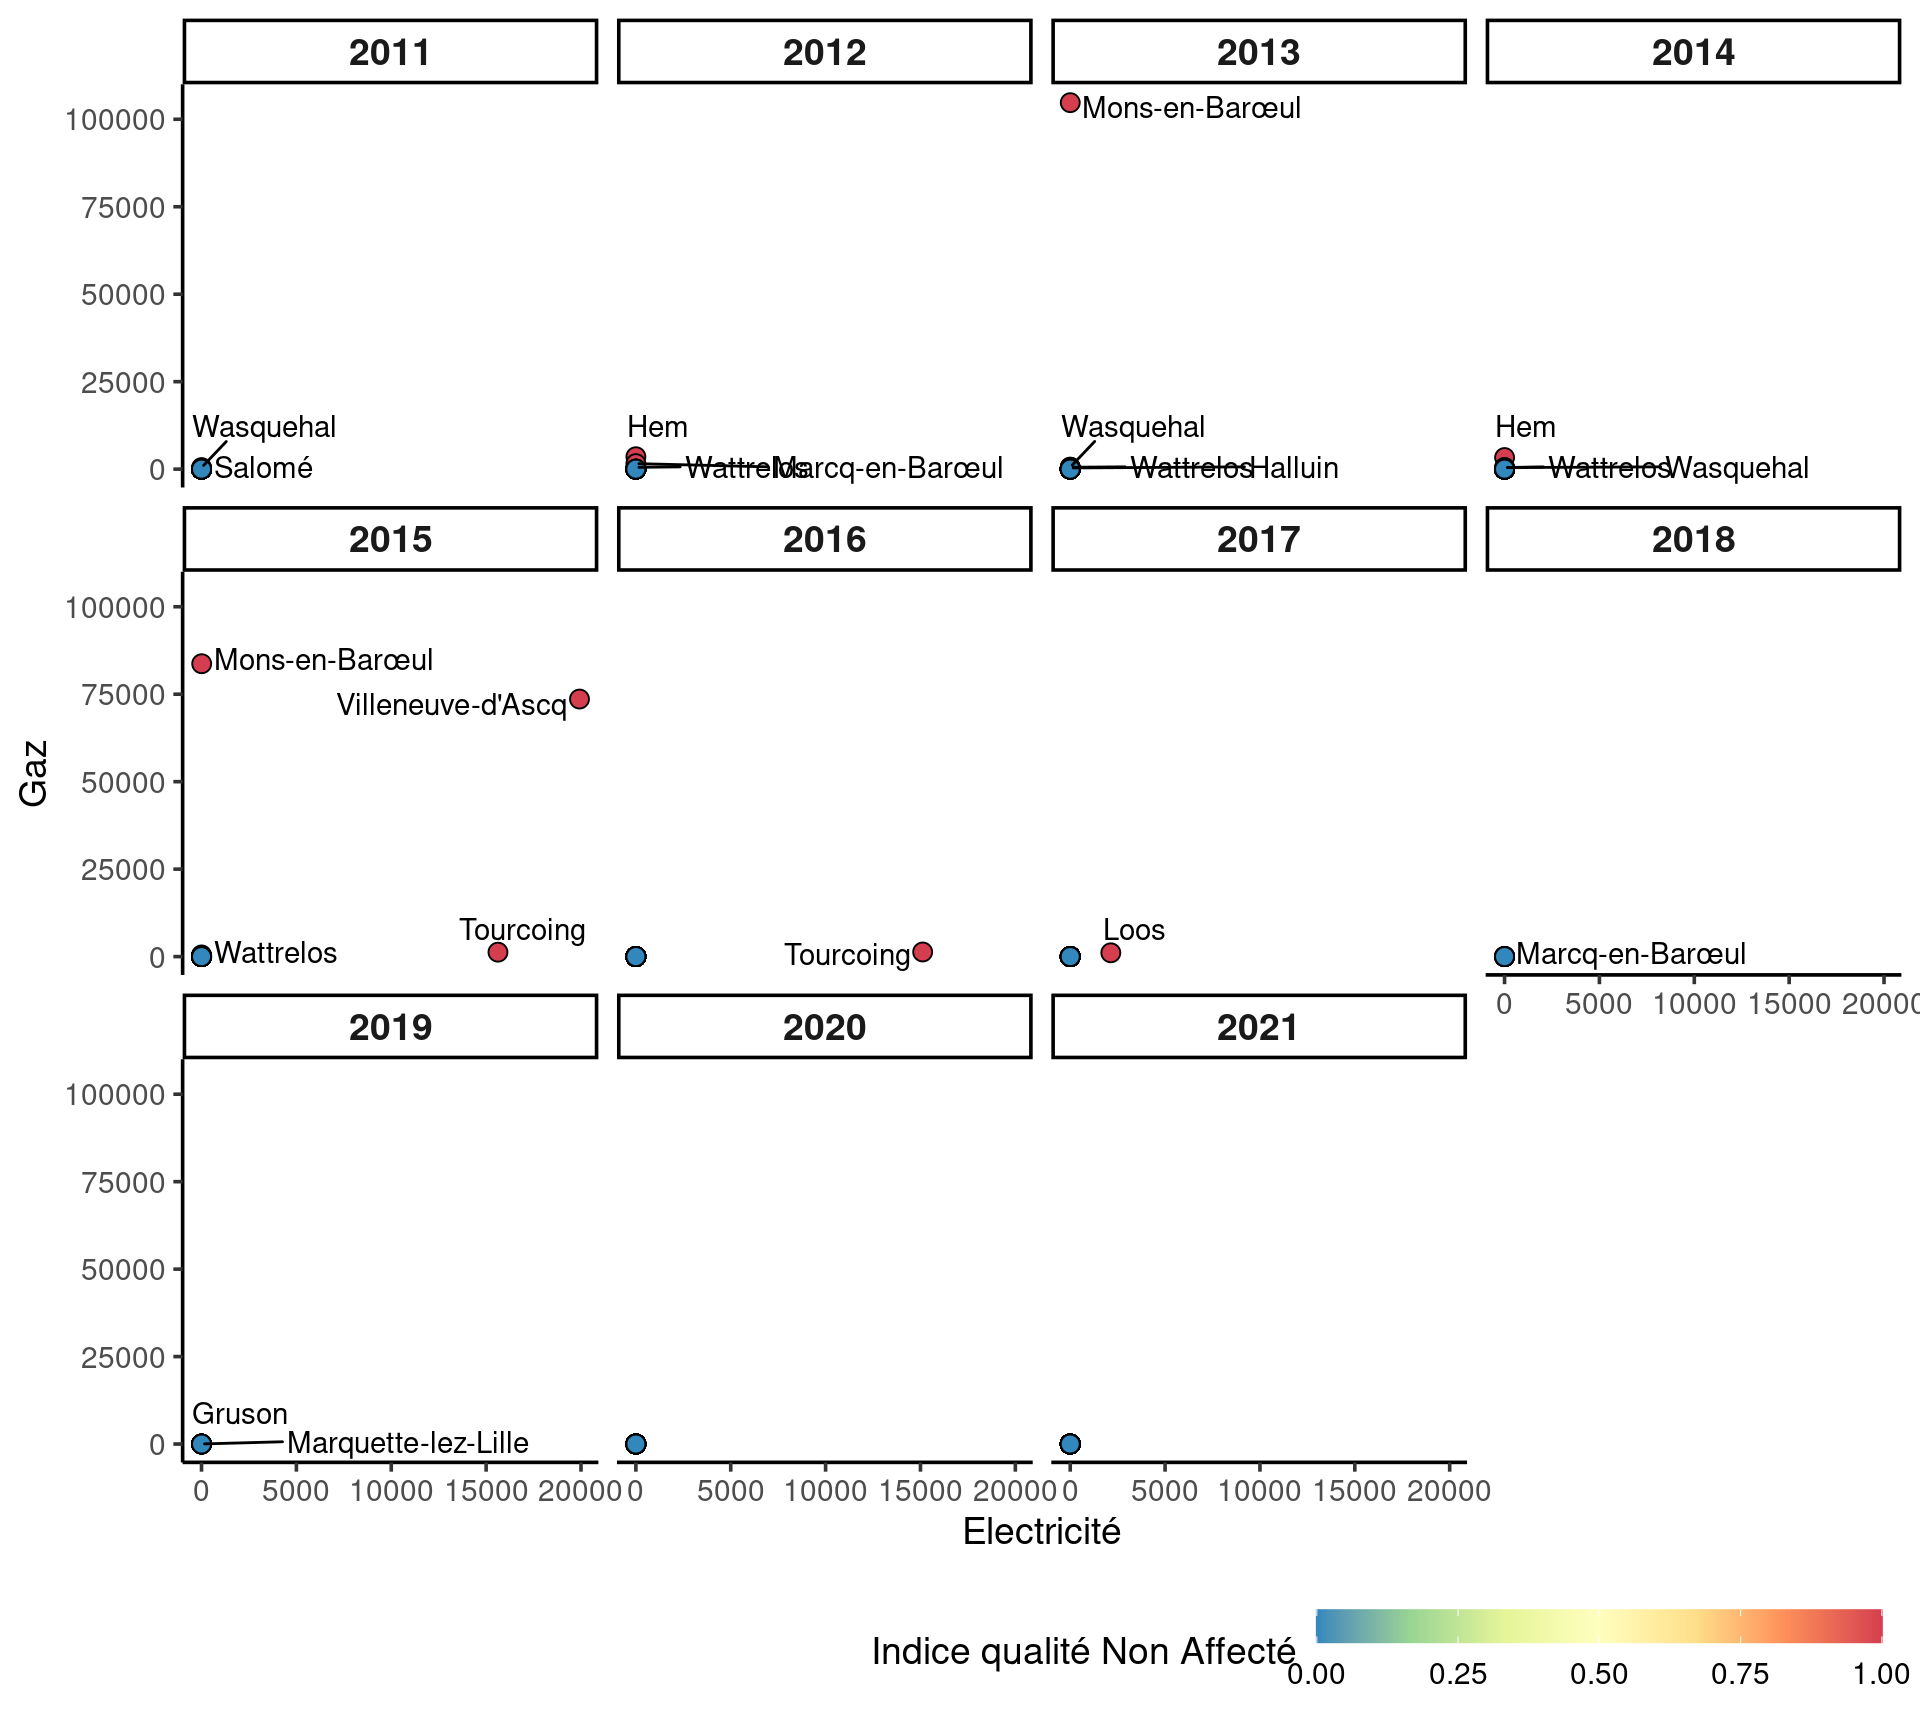 2011
2012
2013
2014
100000
75000
50000
25000
0
Mons-en-Barœul
Wasquehal
Salomé
Hem
Wattrelos
Marcq-en-Barœul
Wasquehal
Wattrelos
Halluin
Hem
Wattrelos
Wasquehal
2015
2016
2017
2018
100000
75000
50000
25000
0
Mons-en-Barœul
Villeneuve-d'Ascq
Tourcoing
Wattrelos
Tourcoing
Loos
Marcq-en-Barœul
0 5000 10000 15000 20000
Gaz
2019
2020
2021
100000
75000
50000
25000
0
Gruson
Marquette-lez-Lille
0 5000 10000 15000 20000
0 5000 10000 15000 20000
0 5000 10000 15000 20000
Electricité
Indice qualité Non Affecté
0.00 0.25 0.50 0.75 1.00